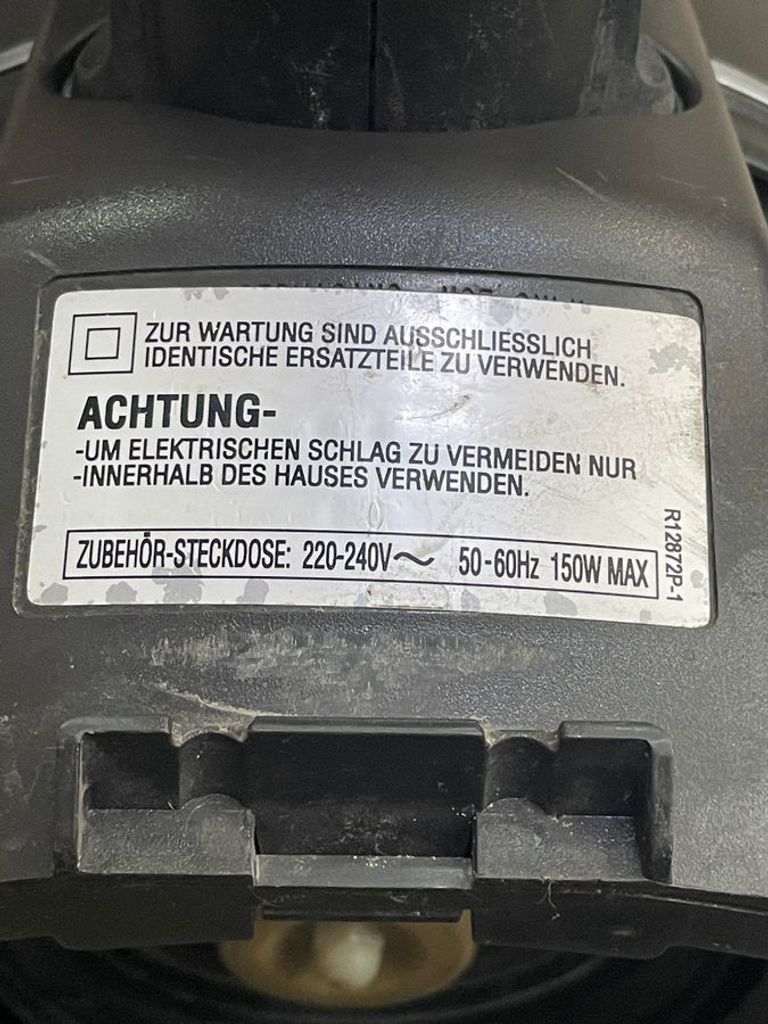 ZUR WARTUNG SIND AUSSCHLIESSLICH
IDENTISCHE ERSATZTEILE ZU VERWENDEN.
ACHTUNG-
-UM ELEKTRISCHEN SCHLAG ZU VERMEIDEN NUR
-INNERHALB DES HAUSES VERWENDEN.
ZUBEHÖR-STECKDOSE: 220-240V~ 50-60Hz 150W MAX
R12872P-1